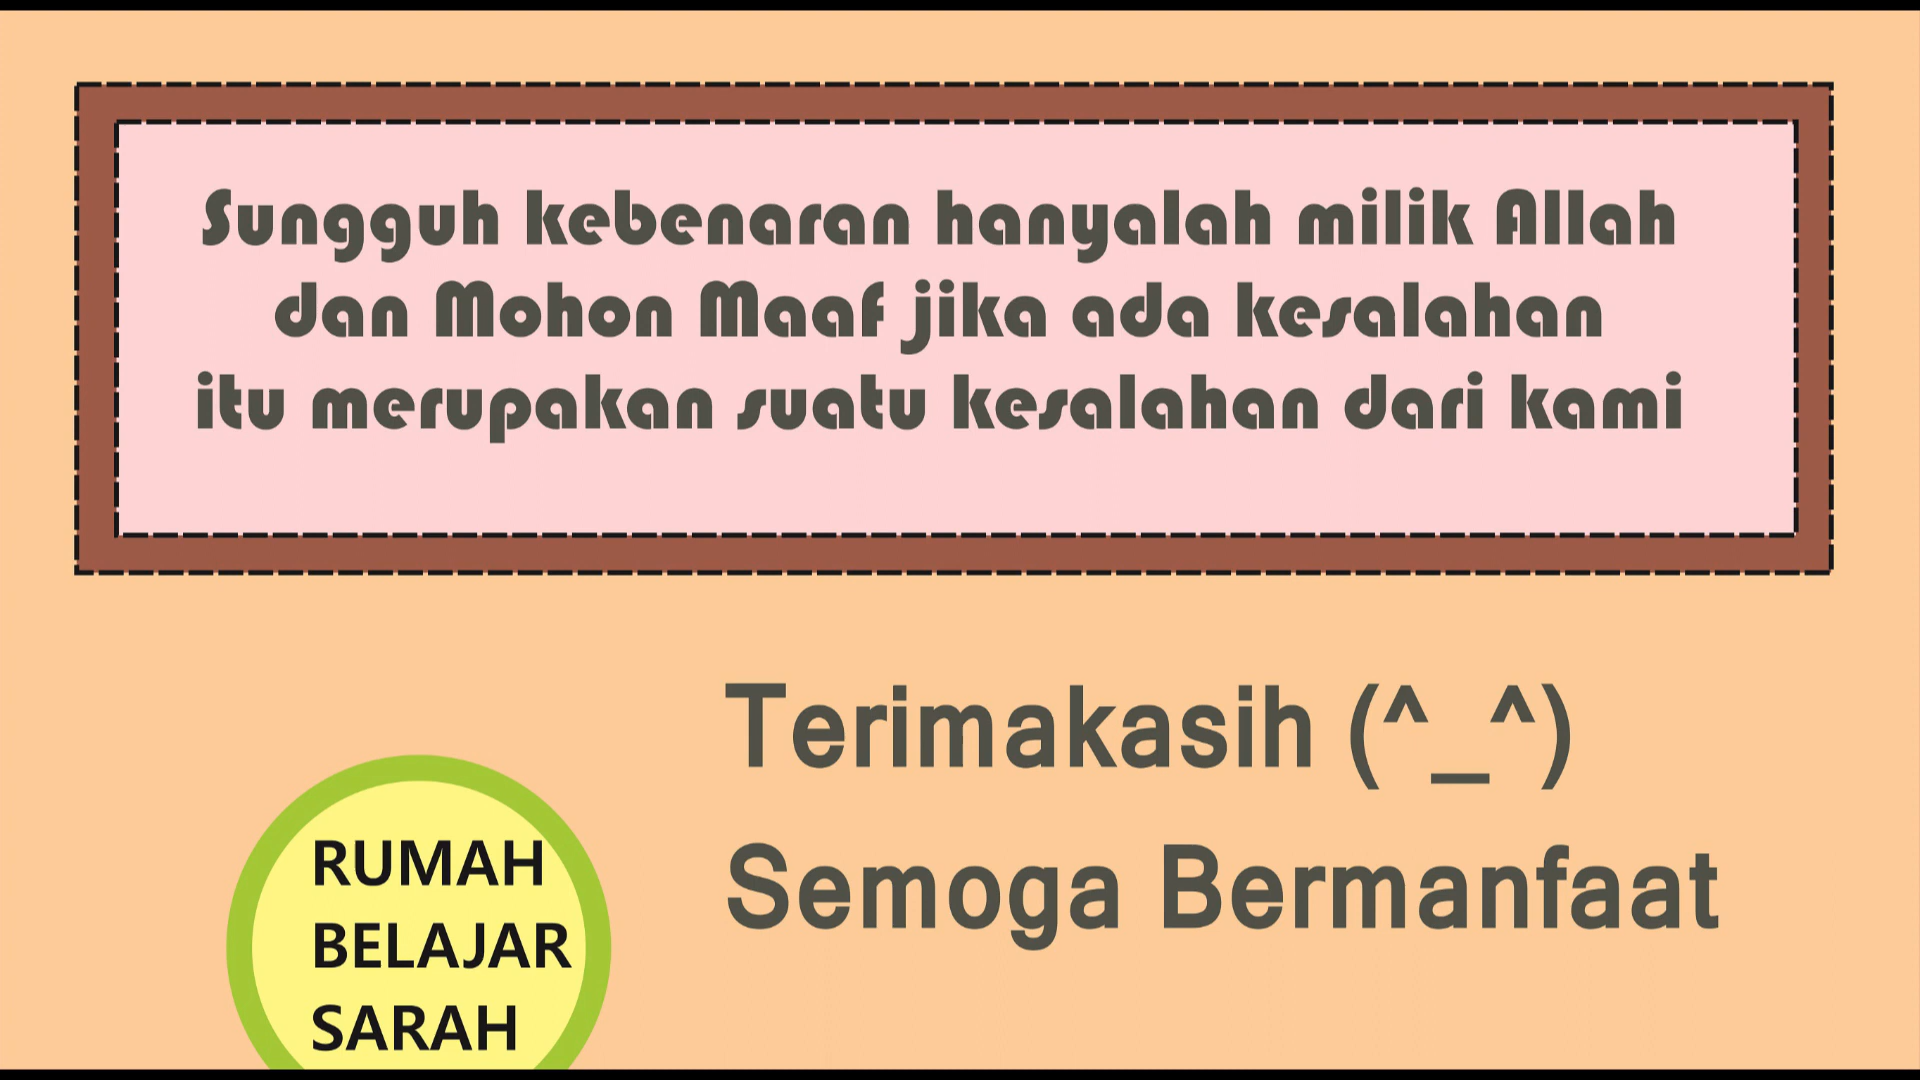 Sungguh kebenaran hanyalah milik Allah
dan Mohon Maaf jika ada kesalahan
itu merupakan suatu kesalahan dari kami
Terimakasih (^_^)
Semoga Bermanfaat
RUMAH
BELAJAR
SARAH